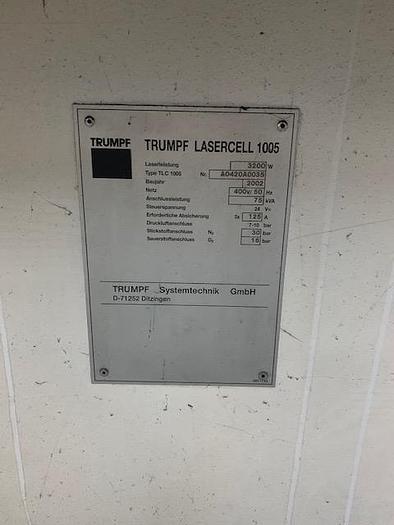 TRUMPF
TRUMPF LASERCELL 1005
Laserleistung 3200 W
Type TLC 1005 Nr. A0420A0035
Baujahr 2002
Netz 400V/ 50 Hz
Anschlussleistung 75 kVA
Steuerspannung 24 V=
Erforderliche Absicherung 125 A
Druckluftanschluss 7-10 bar
Stickstoffanschluss N₂ 30 bar
Sauerstoffanschluss O₂ 16 bar
TRUMPF Systemtechnik GmbH
D-71252 Ditzingen